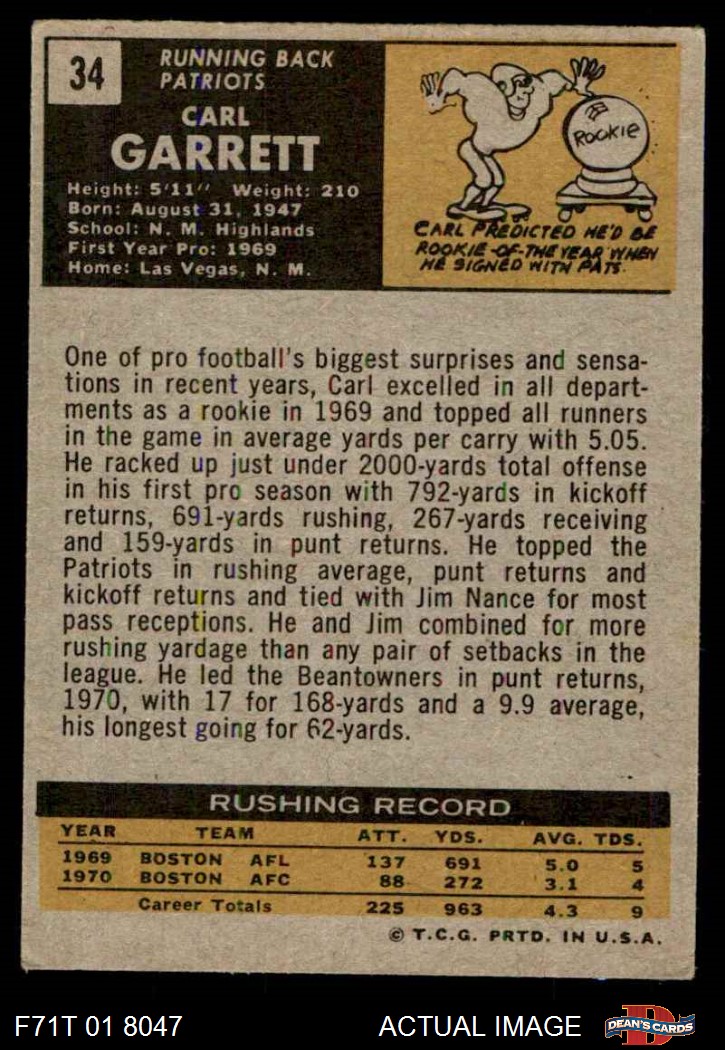 34
RUNNING BACK
PATRIOTS
CARL
GARRETT
Height: 5'11" Weight: 210
Born: August 31, 1947
School: N. M. Highlands
First Year Pro: 1969
Home: Las Vegas, N. M.
ROOKIE
CARL PREDICTED HE'D BE
ROOKIE-OF-THE YEAR WHEN
HE SIGNED WITH PATS.
One of pro football's biggest surprises and sensa-
tions in recent years, Carl excelled in all depart-
ments as a rookie in 1969 and topped all runners
in the game in average yards per carry with 5.05.
He racked up just under 2000-yards total offense
in his first pro season with 792-yards in kickoff
returns, 691-yards rushing, 267-yards receiving
and 159-yards in punt returns. He topped the
Patriots in rushing average, punt returns and
kickoff returns and tied with Jim Nance for most
pass receptions. He and Jim combined for more
rushing yardage than any pair of setbacks in the
league. He led the Beantowners in punt returns,
1970, with 17 for 168-yards and a 9.9 average,
his longest going for 62-yards.
RUSHING RECORD
YEAR TEAM ATT. YDS. AVG. TDS.
1969 BOSTON AFL 137 691 5.0 5
1970 BOSTON AFC 88 272 3.1 4
Career Totals 225 963 4.3 9
© T.C.G. PRTD. IN U.S.A.
F71T 01 8047 ACTUAL IMAGE DEAN'S CARDS